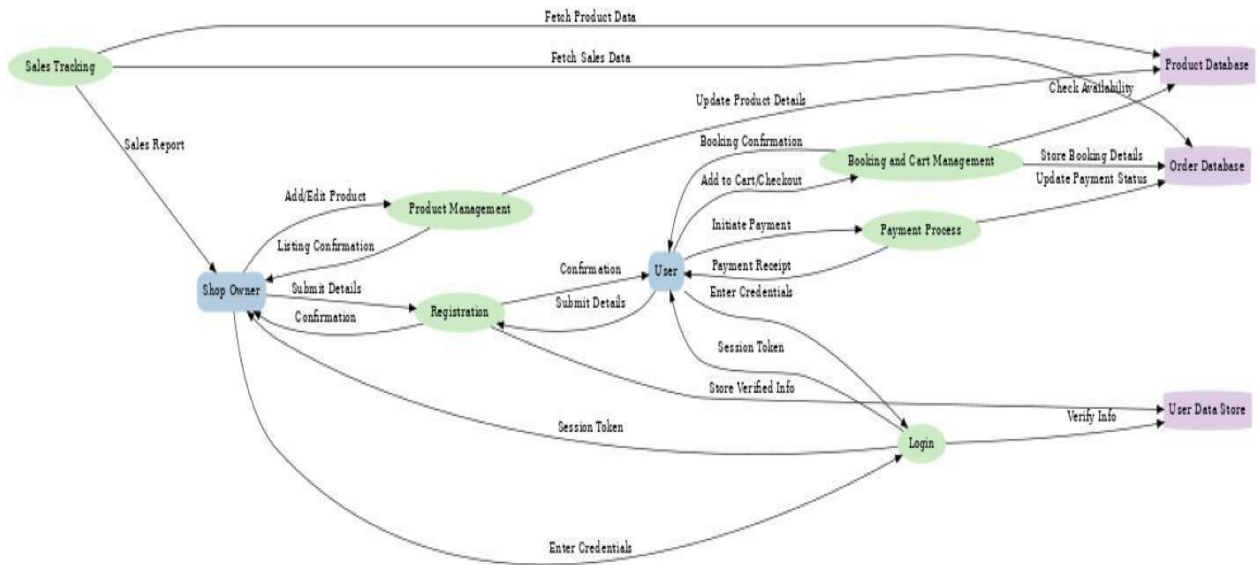 Fetch Product Data
Sales Tracking
Fetch Sales Data
Product Database
Check Availability
Update Product Details
Sales Report
Booking Confirmation
Booking and Cart Management
Store Booking Details
Order Database
Add to Cart/Checkout
Update Payment Status
Add/Edit Product
Product Management
Initiate Payment
Payment Process
Listing Confirmation
Confirmation
User
Payment Receipt
Shop Owner
Submit Details
Registration
Submit Details
Enter Credentials
Confirmation
Session Token
Store Verified Info
User Data Store
Verify Info
Session Token
Login
Enter Credentials